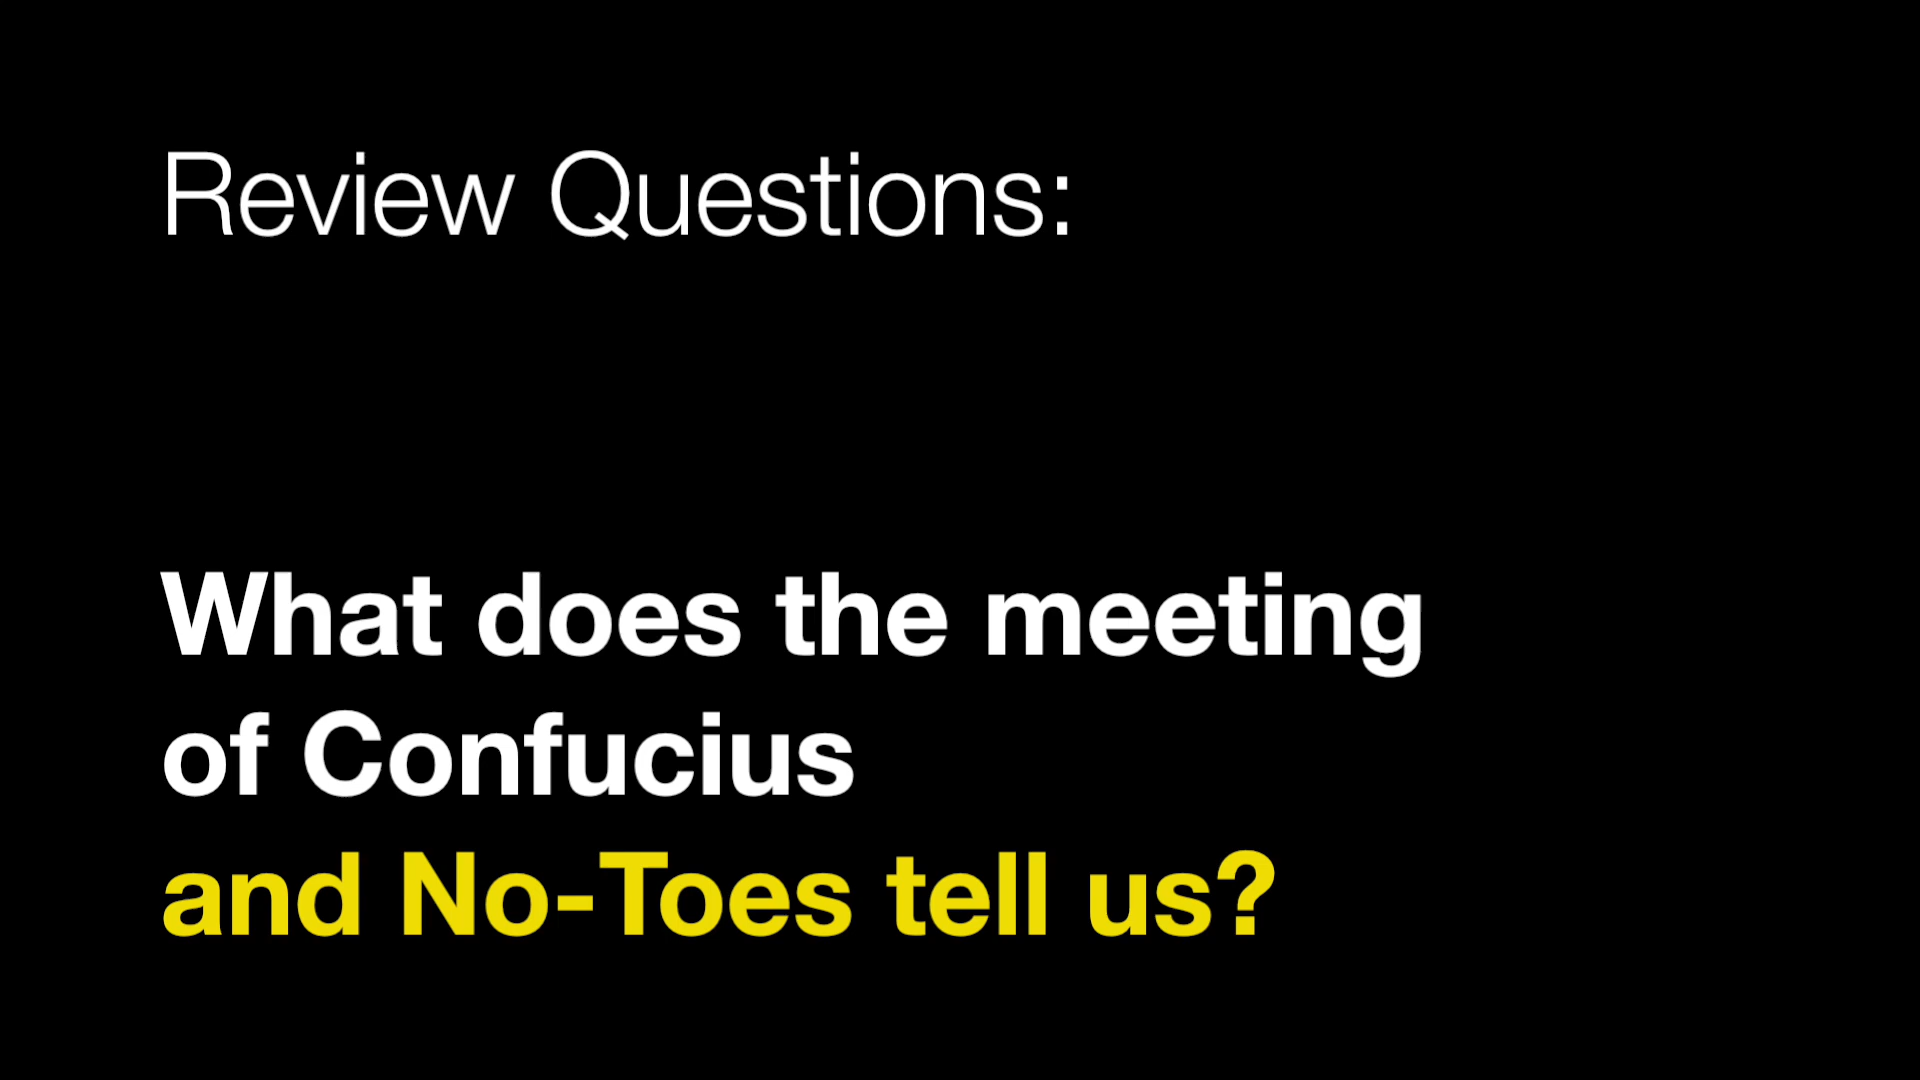 Review Questions:
What does the meeting
of Confucius
and No-Toes tell us?